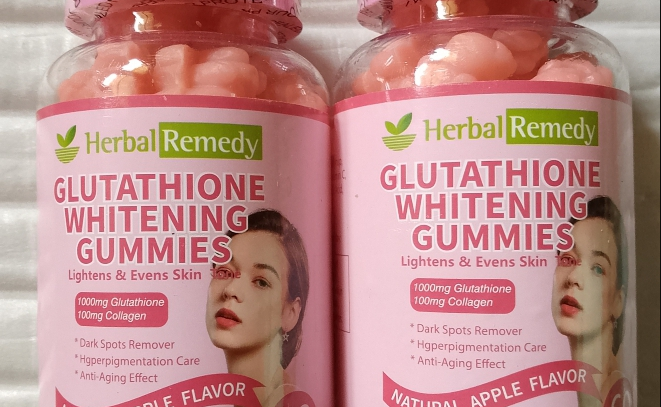 Herbal Remedy
GLUTATHIONE
WHITENING
GUMMIES
Lightens & Evens Skin Tone
1000mg Glutathione
100mg Collagen
* Dark Spots Remover
* Hgperpigmentation Care
* Anti-Aging Effect
FLAVOR
Herbal Remedy
GLUTATHIONE
WHITENING
GUMMIES
Lightens & Evens Skin
1000mg Glutathione
100mg Collagen
* Dark Spots Remover
* Hgperpigmentation Care
* Anti-Aging Effect
NATURAL APPLE FLAVOR